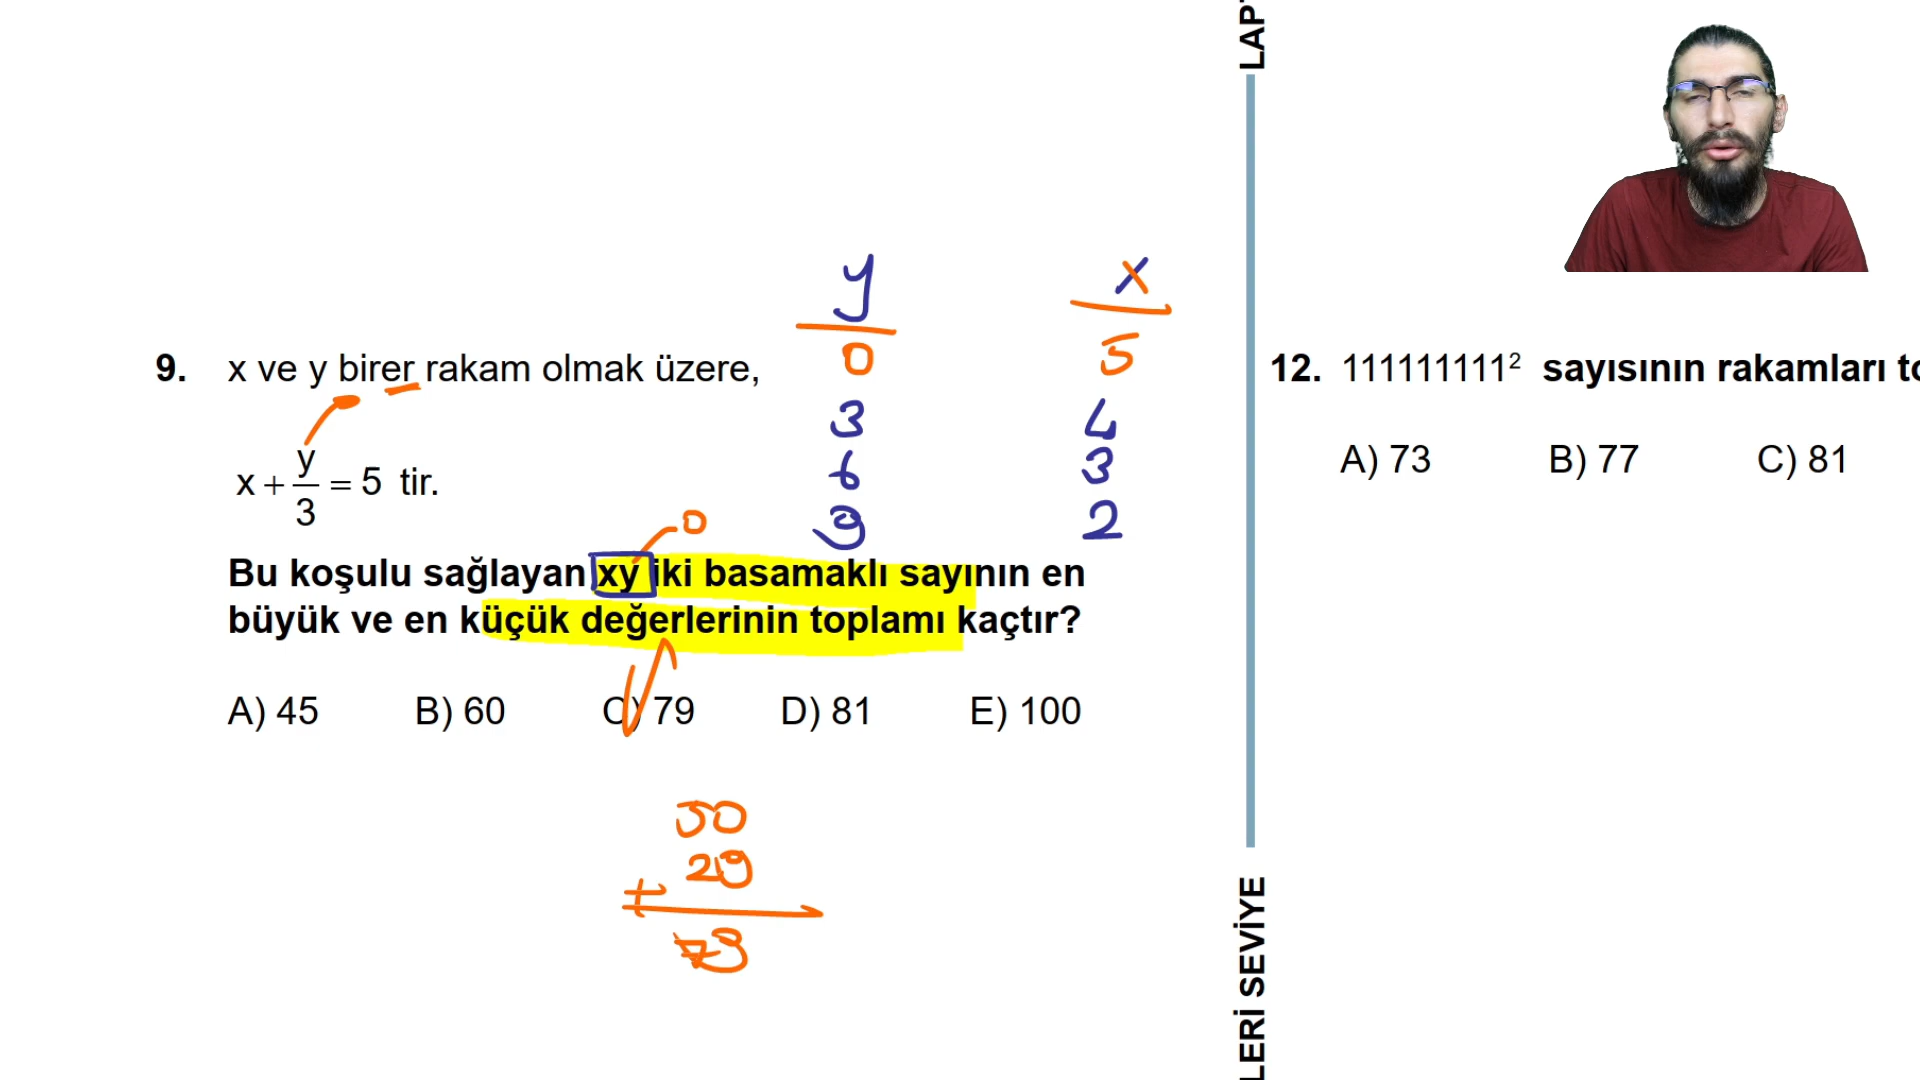 LAP
9. x ve y birer rakam olmak üzere,
x + y/3 = 5 tir.
Bu koşulu sağlayan xy iki basamaklı sayının en
büyük ve en küçük değerlerinin toplamı kaçtır?
A) 45 B) 60 C) 79 D) 81 E) 100
y x
0 5
3 4
6 3
9 2
0
50
+ 29
79
12. 111111111² sayısının rakamları to
A) 73 B) 77 C) 81
LERİ SEVİYE